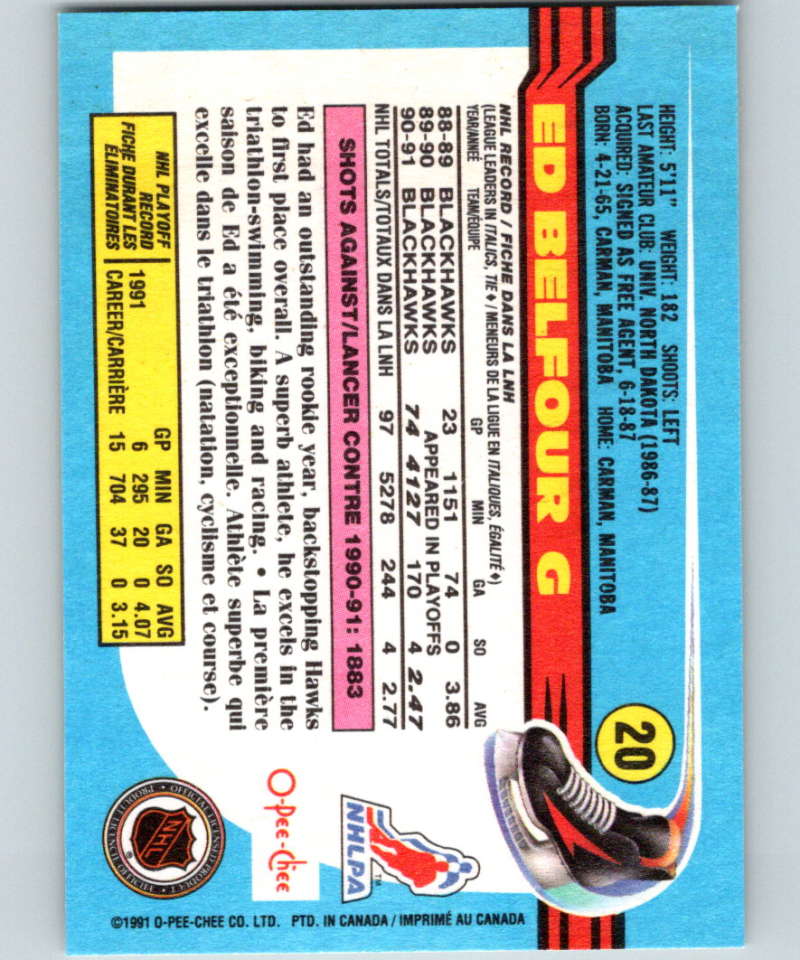 20
HEIGHT: 5'11" WEIGHT: 182 SHOOTS: LEFT
LAST AMATEUR CLUB: UNIV. NORTH DAKOTA (1986-87)
ACQUIRED: SIGNED AS FREE AGENT, 6-18-87
BORN: 4-21-65, CARMAN, MANITOBA HOME: CARMAN, MANITOBA
ED BELFOUR G
NHL RECORD / FICHE DANS LA LNH
(LEAGUE LEADERS IN ITALICS, TIE ♦ / MENEURS DE LA LIGUE EN ITALIQUES, ÉGALITÉ ♦)
YEAR/ANNÉE TEAM/ÉQUIPE GP MIN GA SO AVG
88-89 BLACKHAWKS 23 1151 74 0 3.86
89-90 BLACKHAWKS APPEARED IN PLAYOFFS
90-91 BLACKHAWKS 74 4127 170 4 2.47
NHL TOTALS/TOTAUX DANS LA LNH 97 5278 244 4 2.77
SHOTS AGAINST/LANCER CONTRE 1990-91: 1883
Ed had an outstanding rookie year, backstopping Hawks
to first place overall. A superb athlete, he excels in the
triathlon-swimming, biking and racing. • La première
saison de Ed a été exceptionnelle. Athlète superbe qui
excelle dans le triathlon (natation, cyclisme et course).
NHL PLAYOFF
RECORD
FICHE DURANT LES
ÉLIMINATOIRES
GP MIN GA SO AVG
1991 6 295 20 0 4.07
CAREER/CARRIÈRE 15 704 37 0 3.15
NHLPA
TM
O-Pee-Chee
OFFICIAL LICENSED PRODUCT • PRODUIT LICENCIÉ OFFICIEL •
NHL
®
©1991 O-PEE-CHEE CO. LTD. PTD. IN CANADA / IMPRIMÉ AU CANADA